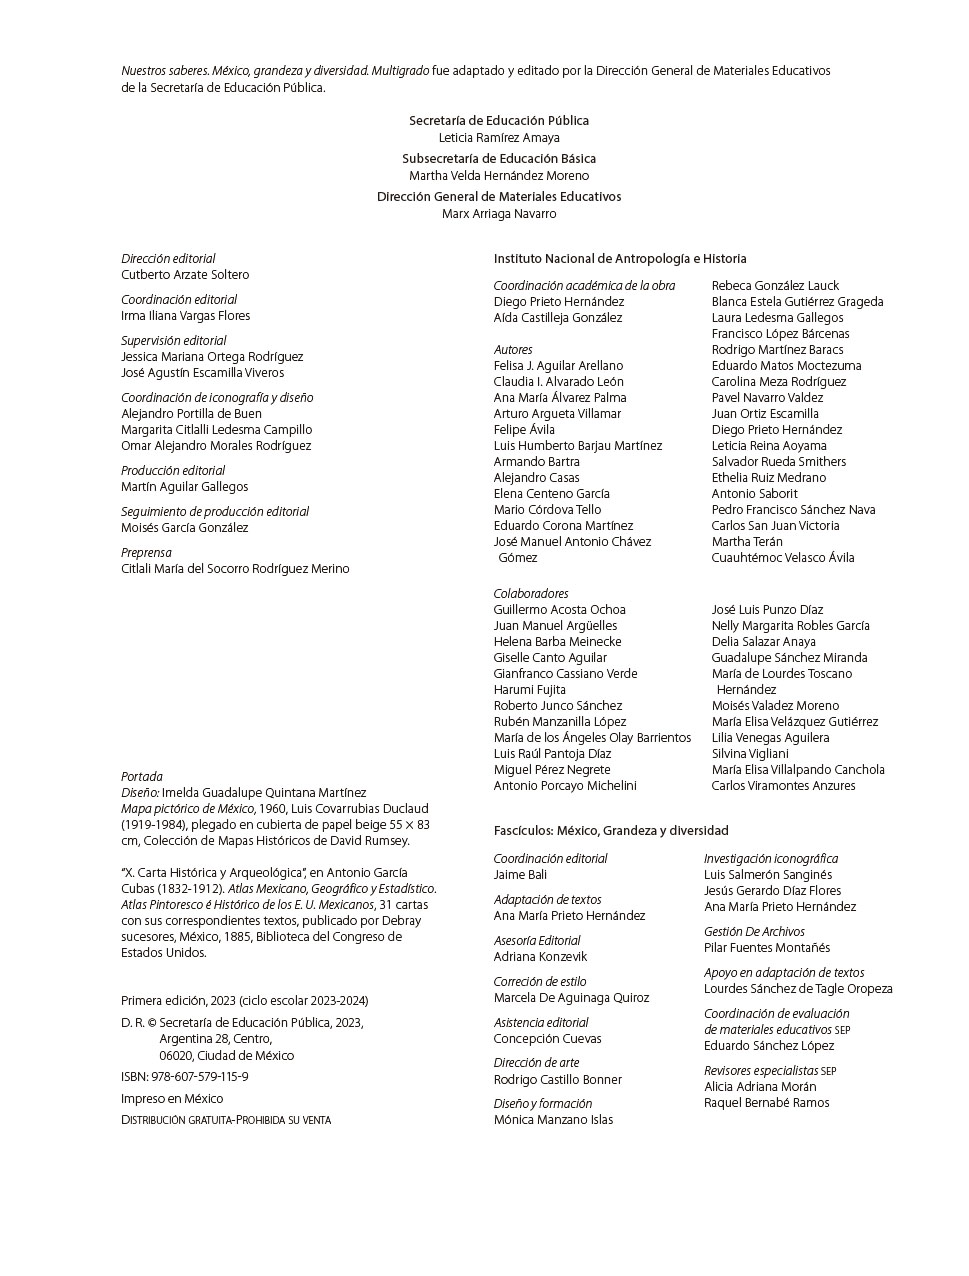 Nuestros saberes. México, grandeza y diversidad. Multigrado fue adaptado y editado por la Dirección General de Materiales Educativos
de la Secretaría de Educación Pública.
Secretaría de Educación Pública
Leticia Ramírez Amaya
Subsecretaría de Educación Básica
Martha Velda Hernández Moreno
Dirección General de Materiales Educativos
Marx Arriaga Navarro
Dirección editorial
Cutberto Arzate Soltero
Coordinación editorial
Irma Iliana Vargas Flores
Supervisión editorial
Jessica Mariana Ortega Rodríguez
José Agustín Escamilla Viveros
Coordinación de iconografía y diseño
Alejandro Portilla de Buen
Margarita Citlalli Ledesma Campillo
Omar Alejandro Morales Rodríguez
Producción editorial
Martín Aguilar Gallegos
Seguimiento de producción editorial
Moisés García González
Preprensa
Citlali María del Socorro Rodríguez Merino
Portada
Diseño: Imelda Guadalupe Quintana Martínez
Mapa pictórico de México, 1960, Luis Covarrubias Duclaud
(1919-1984), plegado en cubierta de papel beige 55 × 83
cm, Colección de Mapas Históricos de David Rumsey.
“X. Carta Histórica y Arqueológica”, en Antonio García
Cubas (1832-1912). Atlas Mexicano, Geográfico y Estadístico.
Atlas Pintoresco é Histórico de los E. U. Mexicanos, 31 cartas
con sus correspondientes textos, publicado por Debray
sucesores, México, 1885, Biblioteca del Congreso de
Estados Unidos.
Primera edición, 2023 (ciclo escolar 2023-2024)
D. R. © Secretaría de Educación Pública, 2023,
Argentina 28, Centro,
06020, Ciudad de México
ISBN: 978-607-579-115-9
Impreso en México
DISTRIBUCIÓN GRATUITA-PROHIBIDA SU VENTA
Instituto Nacional de Antropología e Historia
Coordinación académica de la obra
Diego Prieto Hernández
Aída Castilleja González
Autores
Felisa J. Aguilar Arellano
Claudia I. Alvarado León
Ana María Álvarez Palma
Arturo Argueta Villamar
Felipe Ávila
Luis Humberto Barjau Martínez
Armando Bartra
Alejandro Casas
Elena Centeno García
Mario Córdova Tello
Eduardo Corona Martínez
José Manuel Antonio Chávez
Gómez
Rebeca González Lauck
Blanca Estela Gutiérrez Grageda
Laura Ledesma Gallegos
Francisco López Bárcenas
Rodrigo Martínez Baracs
Eduardo Matos Moctezuma
Carolina Meza Rodríguez
Pavel Navarro Valdez
Juan Ortiz Escamilla
Diego Prieto Hernández
Leticia Reina Aoyama
Salvador Rueda Smithers
Ethelia Ruiz Medrano
Antonio Saborit
Pedro Francisco Sánchez Nava
Carlos San Juan Victoria
Martha Terán
Cuauhtémoc Velasco Ávila
Colaboradores
Guillermo Acosta Ochoa
Juan Manuel Argüelles
Helena Barba Meinecke
Giselle Canto Aguilar
Gianfranco Cassiano Verde
Harumi Fujita
Roberto Junco Sánchez
Rubén Manzanilla López
María de los Ángeles Olay Barrientos
Luis Raúl Pantoja Díaz
Miguel Pérez Negrete
Antonio Porcayo Michelini
José Luis Punzo Díaz
Nelly Margarita Robles García
Delia Salazar Anaya
Guadalupe Sánchez Miranda
María de Lourdes Toscano
Hernández
Moisés Valadez Moreno
María Elisa Velázquez Gutiérrez
Lilia Venegas Aguilera
Silvina Vigliani
María Elisa Villalpando Canchola
Carlos Viramontes Anzures
Fascículos: México, Grandeza y diversidad
Coordinación editorial
Jaime Bali
Adaptación de textos
Ana María Prieto Hernández
Asesoría Editorial
Adriana Konzevik
Correción de estilo
Marcela De Aguinaga Quiroz
Asistencia editorial
Concepción Cuevas
Dirección de arte
Rodrigo Castillo Bonner
Diseño y formación
Mónica Manzano Islas
Investigación iconográfica
Luis Salmerón Sanginés
Jesús Gerardo Díaz Flores
Ana María Prieto Hernández
Gestión De Archivos
Pilar Fuentes Montañés
Apoyo en adaptación de textos
Lourdes Sánchez de Tagle Oropeza
Coordinación de evaluación
de materiales educativos SEP
Eduardo Sánchez López
Revisores especialistas SEP
Alicia Adriana Morán
Raquel Bernabé Ramos